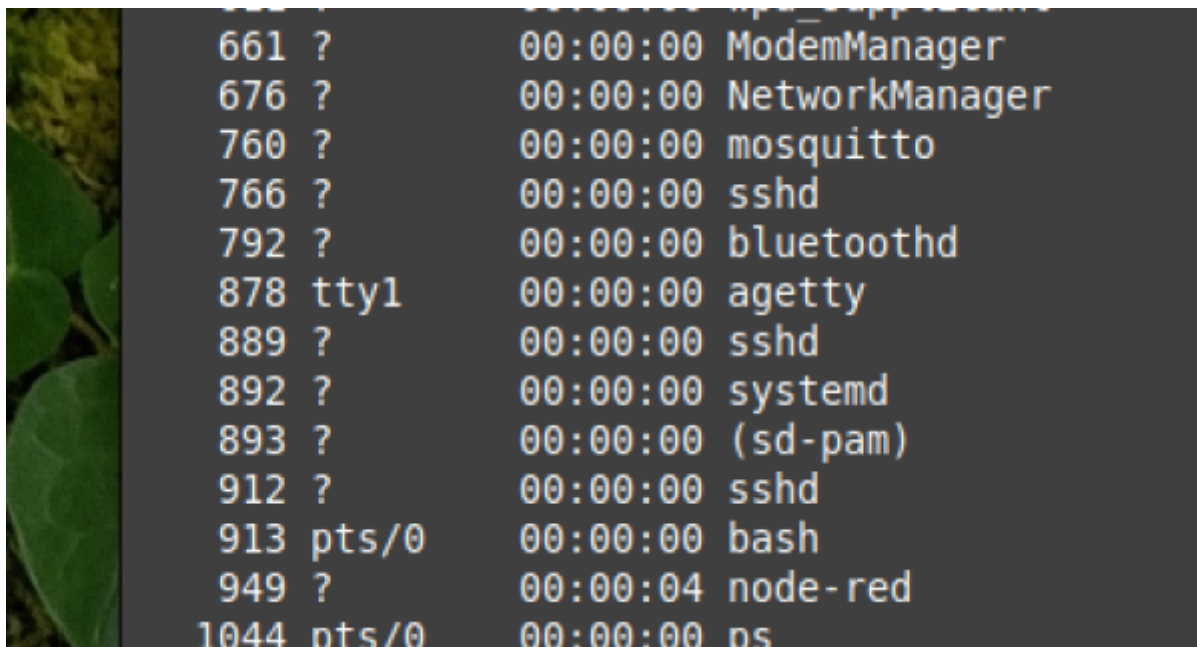 661 ? 00:00:00 ModemManager
676 ? 00:00:00 NetworkManager
760 ? 00:00:00 mosquitto
766 ? 00:00:00 sshd
792 ? 00:00:00 bluetoothd
878 tty1 00:00:00 agetty
889 ? 00:00:00 sshd
892 ? 00:00:00 systemd
893 ? 00:00:00 (sd-pam)
912 ? 00:00:00 sshd
913 pts/0 00:00:00 bash
949 ? 00:00:04 node-red
1044 pts/0 00:00:00 ps